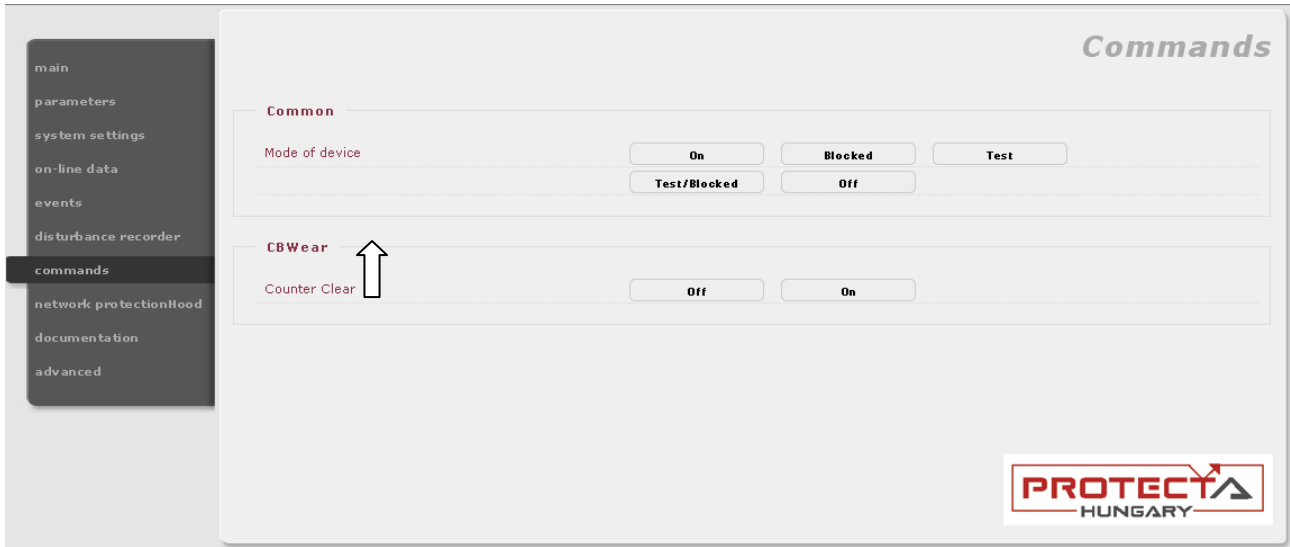 Commands
main
parameters
system settings
on-line data
events
disturbance recorder
commands
network protectionHood
documentation
advanced
Common
Mode of device On Blocked Test
Test/Blocked Off
CBWear
Counter Clear Off On
PROTECTA
HUNGARY